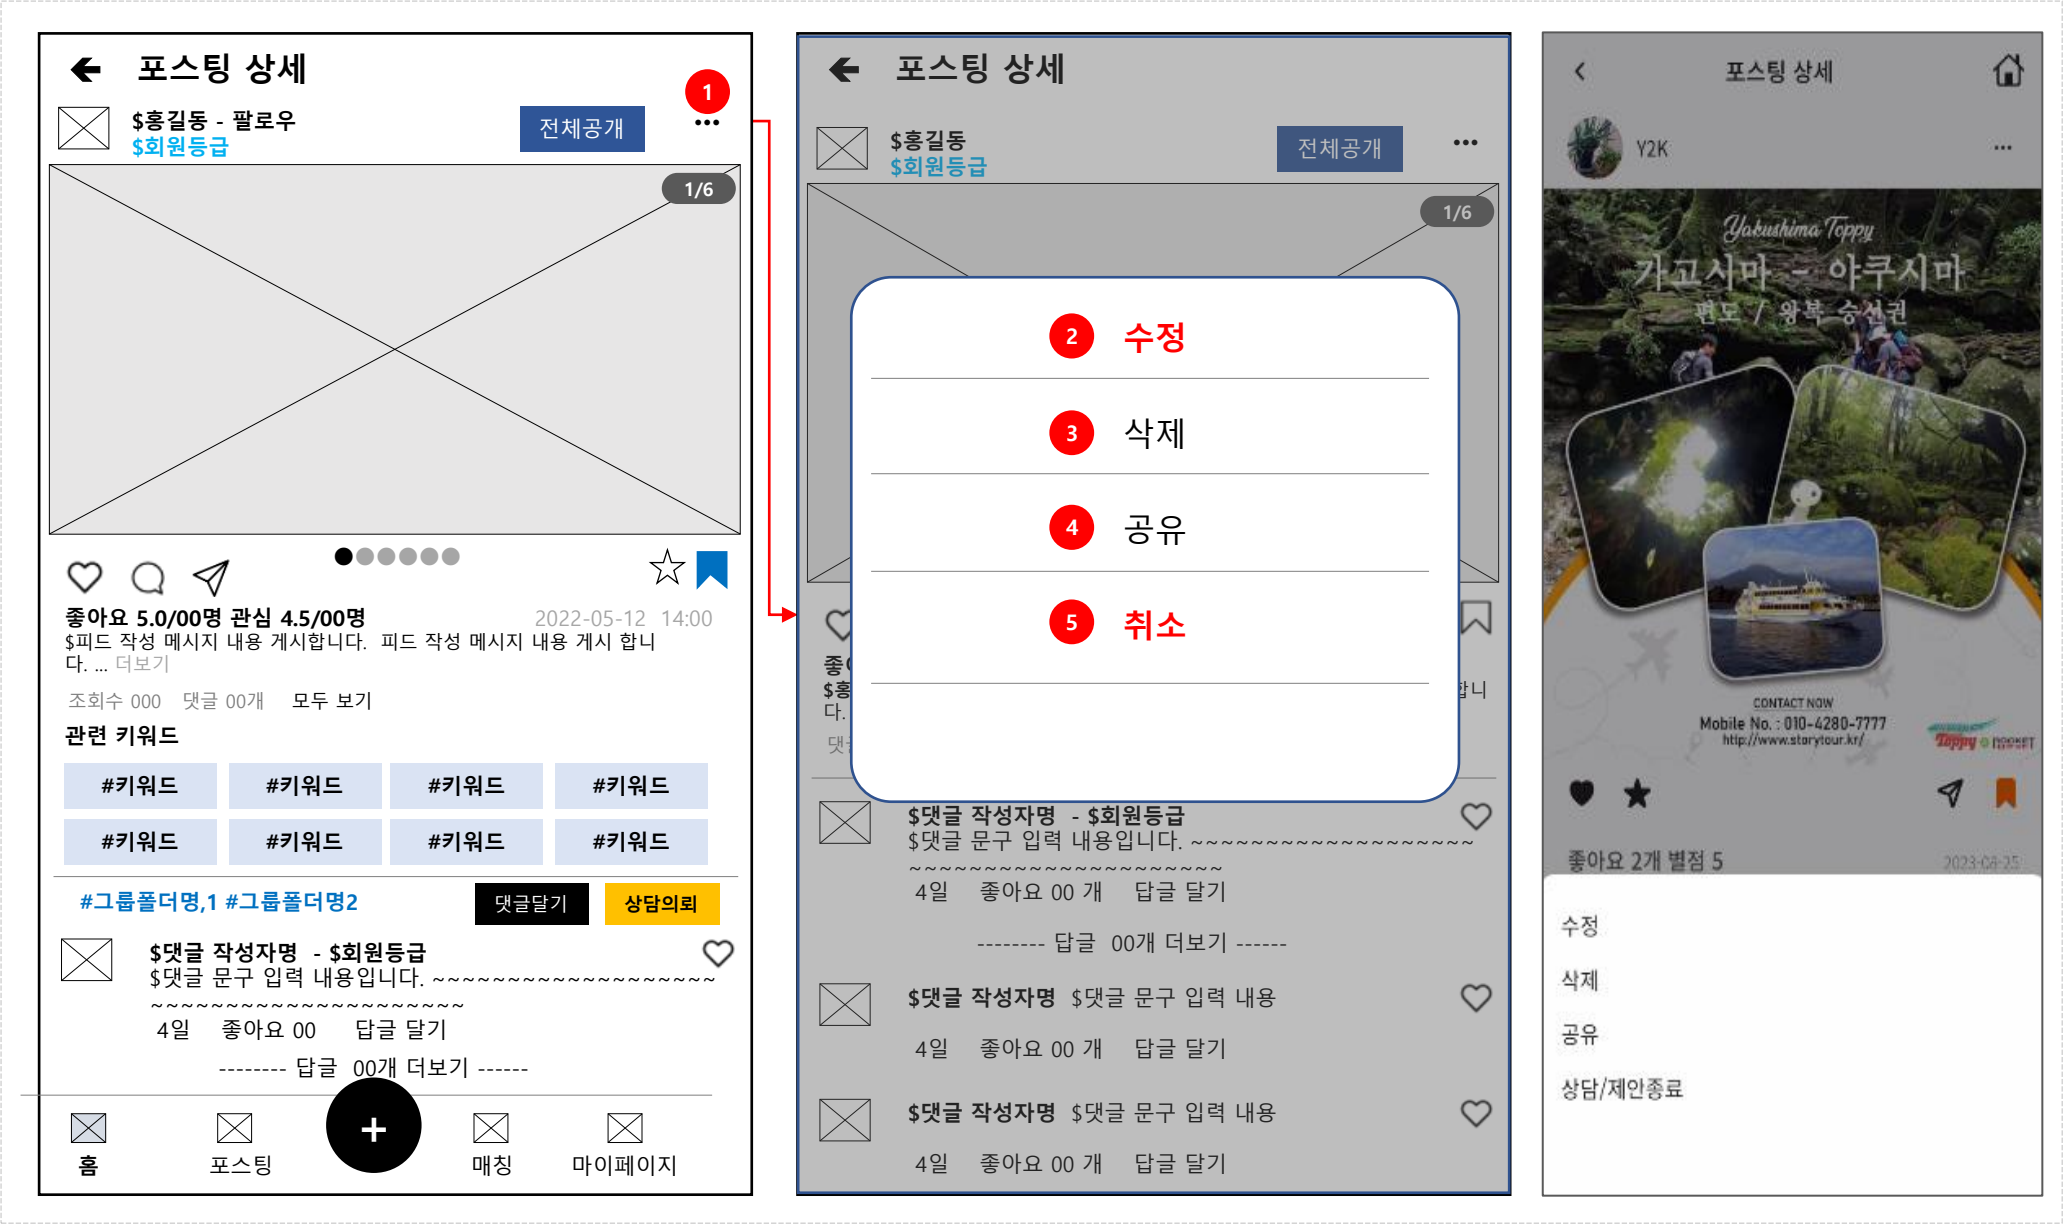 포스팅 상세
1
$홍길동 - 팔로우
$회원등급
전체공개
1/6
좋아요 5.0/00명 관심 4.5/00명
2022-05-12 14:00
$피드 작성 메시지 내용 게시합니다. 피드 작성 메시지 내용 게시 합니
다. ... 더보기
조회수 000 댓글 00개 모두 보기
관련 키워드
#키워드 #키워드 #키워드 #키워드
#키워드 #키워드 #키워드 #키워드
#그룹폴더명,1 #그룹폴더명2
댓글달기
상담의뢰
$댓글 작성자명 - $회원등급
$댓글 문구 입력 내용입니다. ~~~~~~~~~~~~~~~~~~~
~~~~~~~~~~~~~~~~~~~~~
4일 좋아요 00 답글 달기
-------- 답글 00개 더보기 ------
+
홈 포스팅 매칭 마이페이지
포스팅 상세
$홍길동
$회원등급
전체공개
1/6
2 수정
3 삭제
4 공유
5 취소
좋
$홍
합니
다.
댓
$댓글 작성자명 - $회원등급
$댓글 문구 입력 내용입니다. ~~~~~~~~~~~~~~~~~~~
~~~~~~~~~~~~~~~~~~~~~
4일 좋아요 00 개 답글 달기
-------- 답글 00개 더보기 ------
$댓글 작성자명 $댓글 문구 입력 내용
4일 좋아요 00 개 답글 달기
$댓글 작성자명 $댓글 문구 입력 내용
4일 좋아요 00 개 답글 달기
포스팅 상세
Y2K
Yakushima Toppy
가고시마 - 야쿠시마
편도 / 왕복 승선권
CONTACT NOW
Mobile No. : 010-4280-7777
http://www.storytour.kr/
Toppy
좋아요 2개 별점 5
2023-08-25
수정
삭제
공유
상담/제안종료